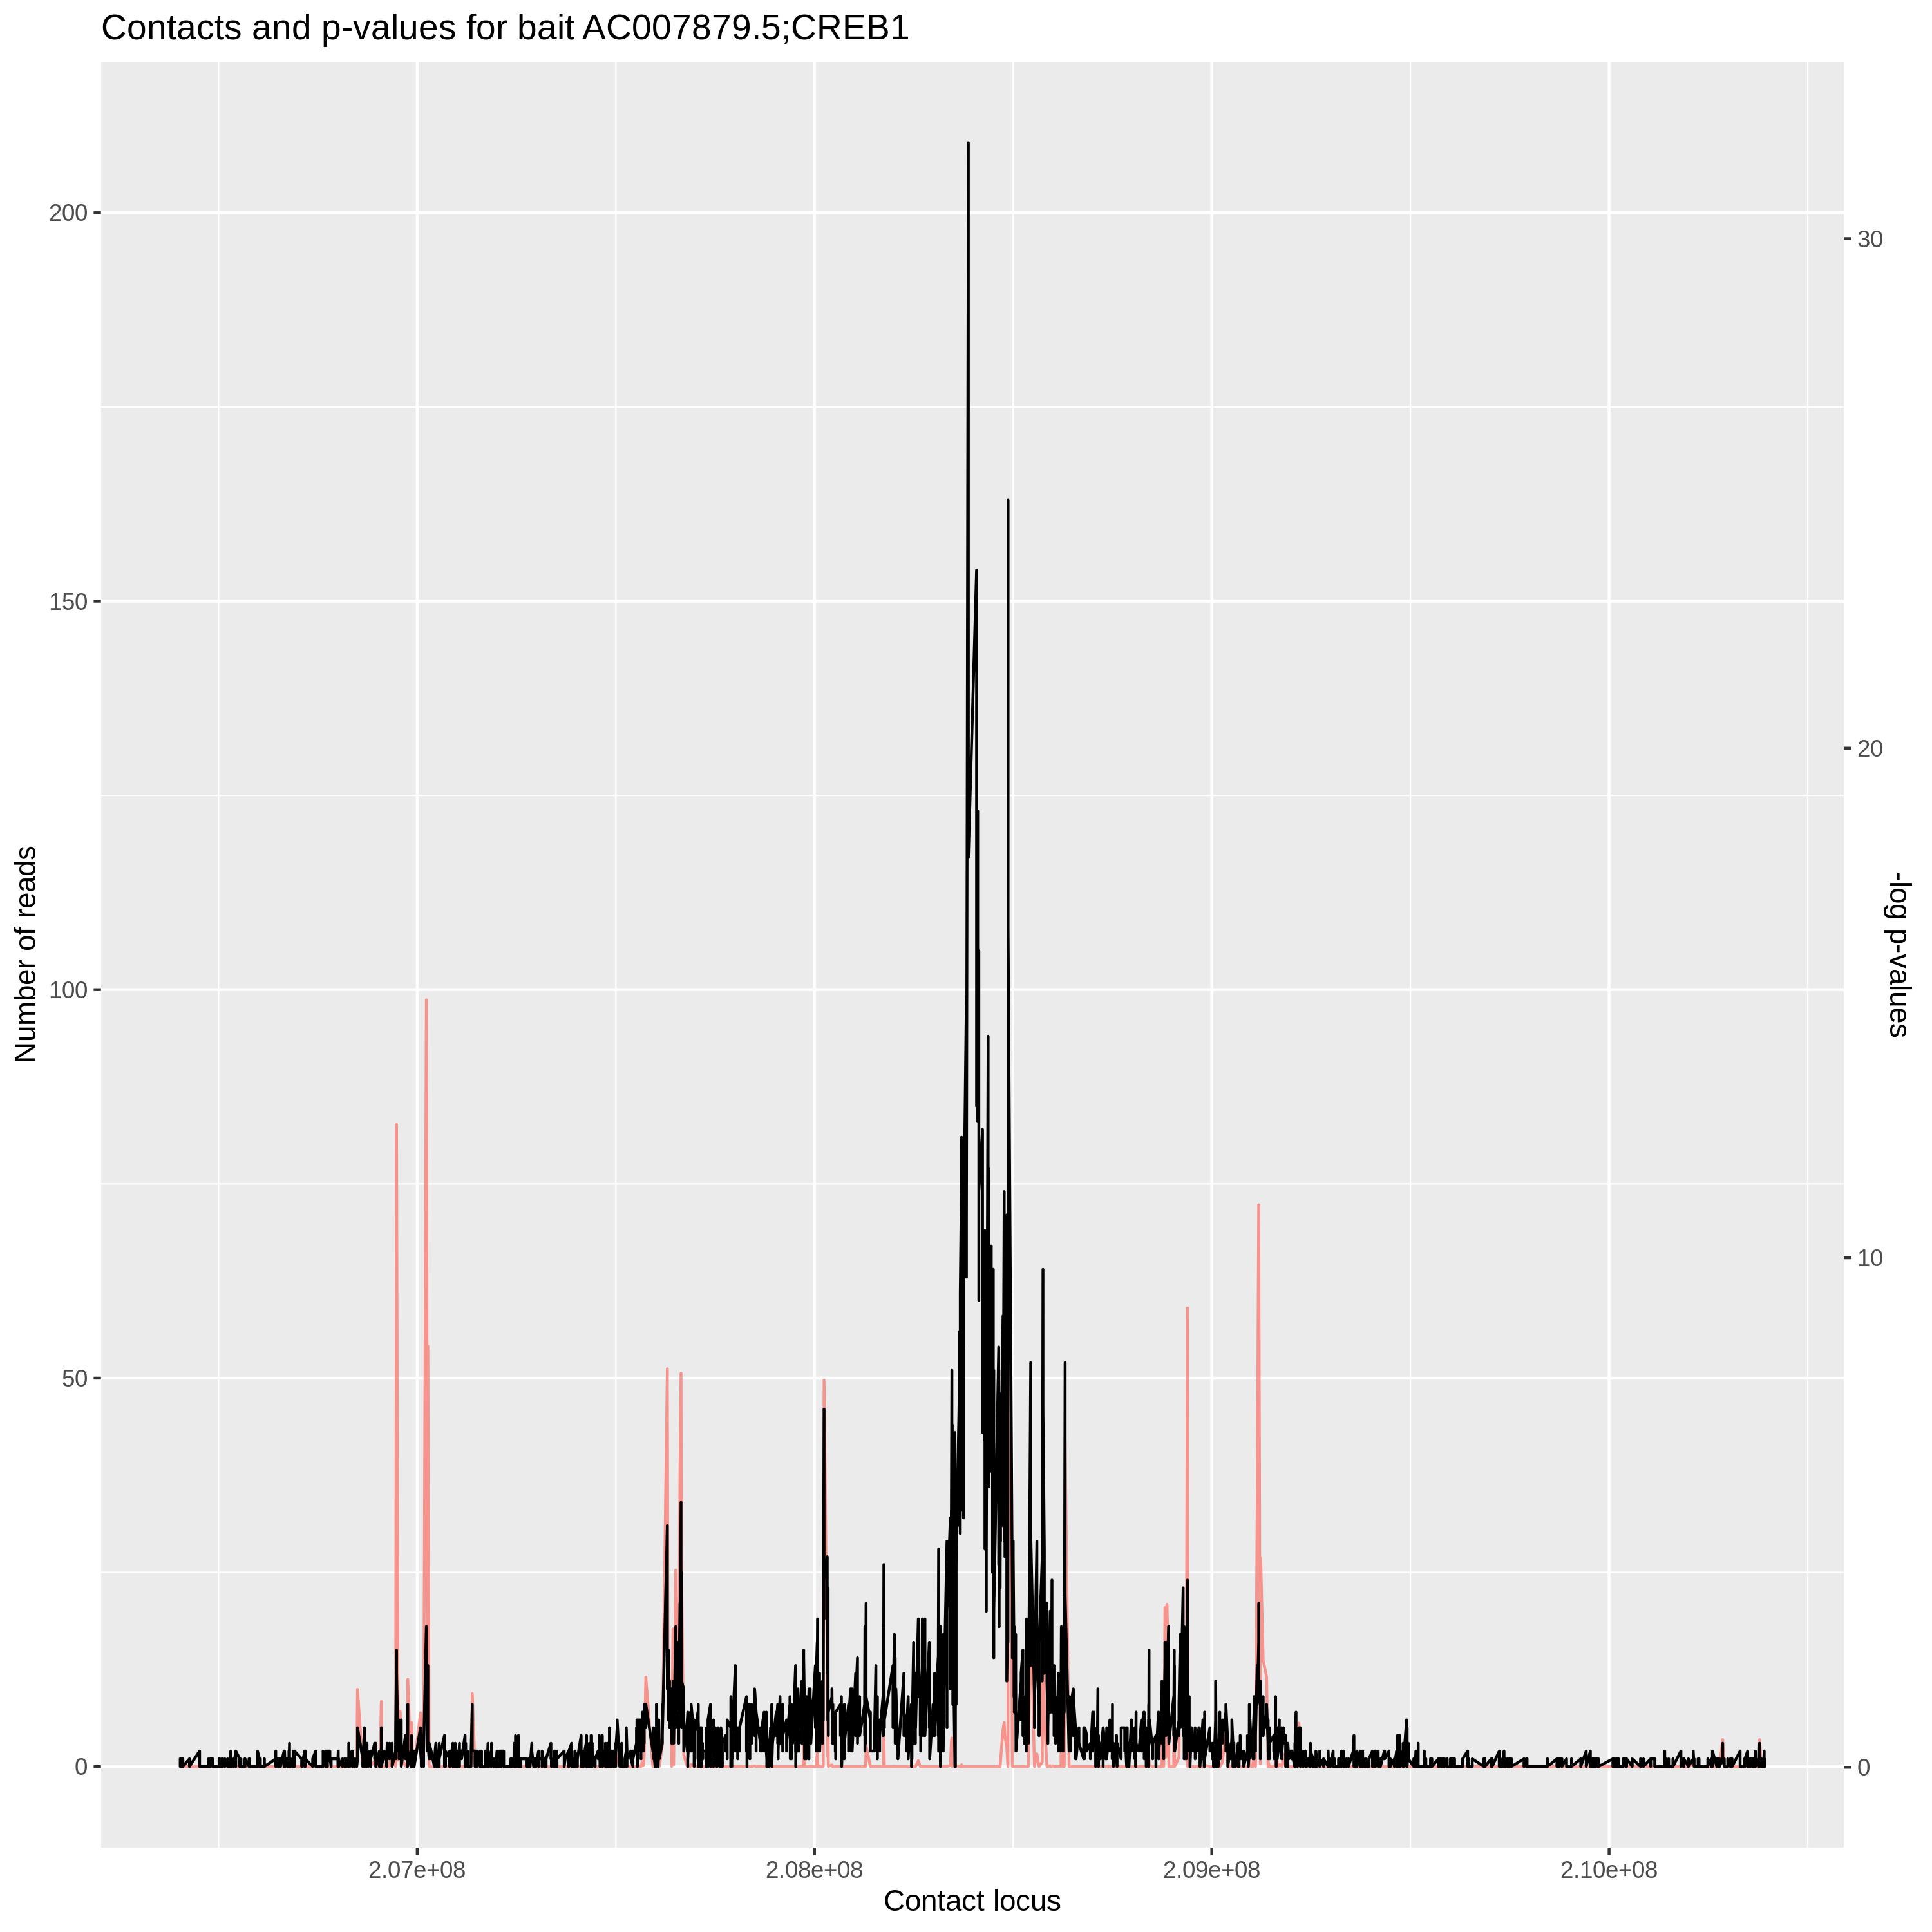 Contacts and p-values for bait AC007879.5;CREB1
Number of reads
200
150
100
50
0
30
20
10
0
-log p-values
2.07e+08
2.08e+08
2.09e+08
2.10e+08
Contact locus